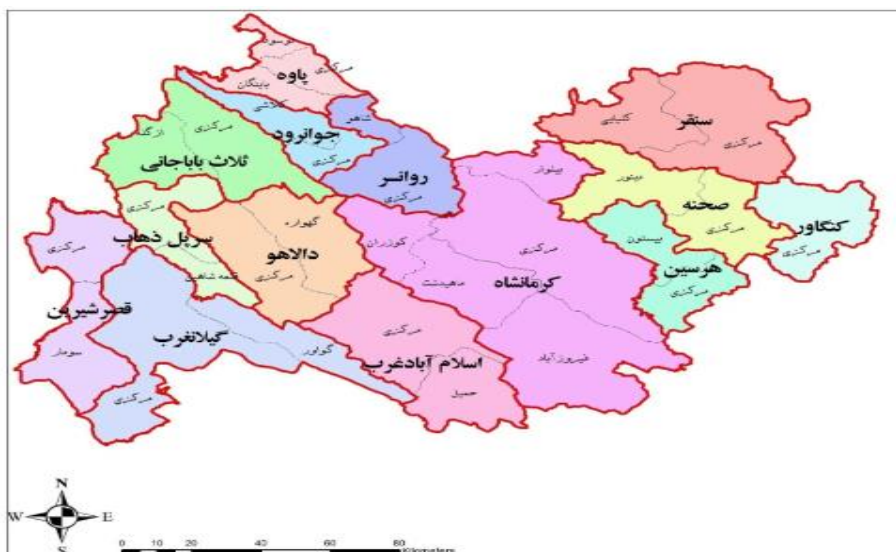 نوسود
مرکزی
پاوه
باینگان
کلاشی
شاهو
جوانرود
مرکزی
ازگله
مرکزی
ثلاث باباجانی
روانسر
مرکزی
سنقر
کلیایی
مرکزی
بیلوار
دینور
صحنه
مرکزی
کنگاور
مرکزی
بیستون
هرسین
مرکزی
مرکزی
سرپل ذهاب
قلعه شاهین
گهواره
دالاهو
مرکزی
کوزران
مرکزی
ماهیدشت
کرمانشاه
فیروزآباد
مرکزی
قصرشیرین
سومار
گیلانغرب
گواور
مرکزی
مرکزی
اسلام آبادغرب
حمیل
N
W E
S
0 10 20 40 60 80
Kilometers